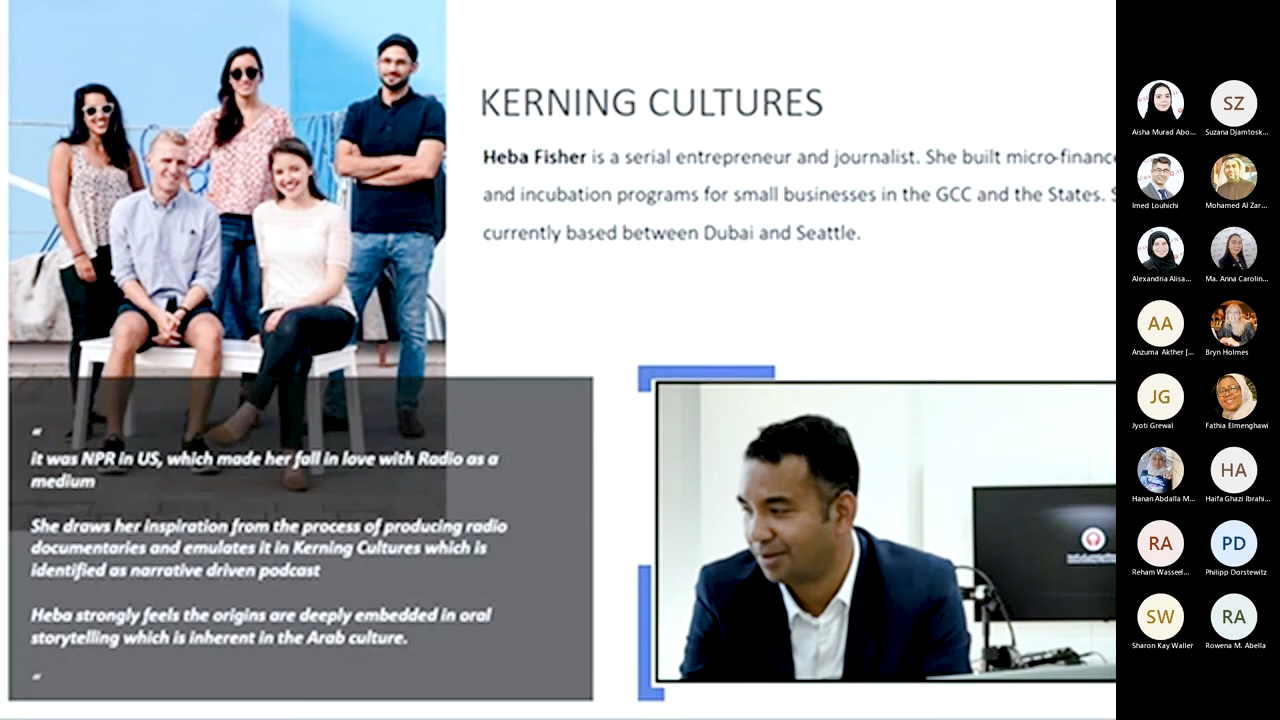 KERNING CULTURES
Heba Fisher is a serial entrepreneur and journalist. She built micro-finance
and incubation programs for small businesses in the GCC and the States. S
currently based between Dubai and Seattle.
“
it was NPR in US, which made her fall in love with Radio as a
medium
She draws her inspiration from the process of producing radio
documentaries and emulates it in Kerning Cultures which is
identified as narrative driven podcast
Heba strongly feels the origins are deeply embedded in oral
storytelling which is inherent in the Arab culture.
“
Aisha Murad Abo...
SZ
Suzana Djamtosk...
Imed Louhichi
Mohamed Al Zar...
Alexandria Alisa...
Ma. Anna Carolin...
AA
Anzuma Akther [...
Bryn Holmes
JG
Jyoti Grewal
Fathia Elmenghawi
Hanan Abdalla M...
HA
Haifa Ghazi Ibrahi...
RA
Reham Wasseel...
PD
Philipp Dorstewitz
SW
Sharon Kay Waller
RA
Rowena M. Abella